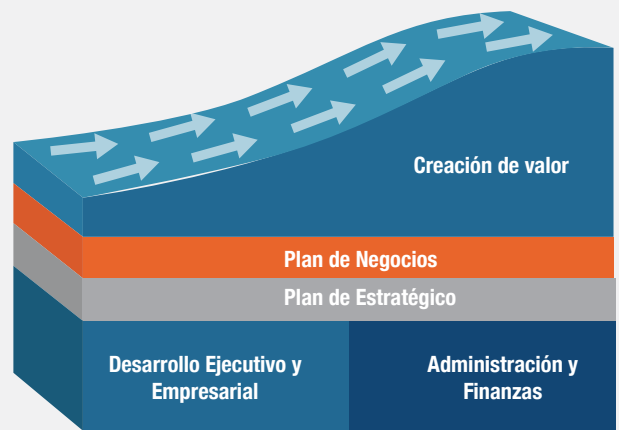 Creación de valor
Plan de Negocios
Plan de Estratégico
Desarrollo Ejecutivo y
Empresarial
Administración y
Finanzas